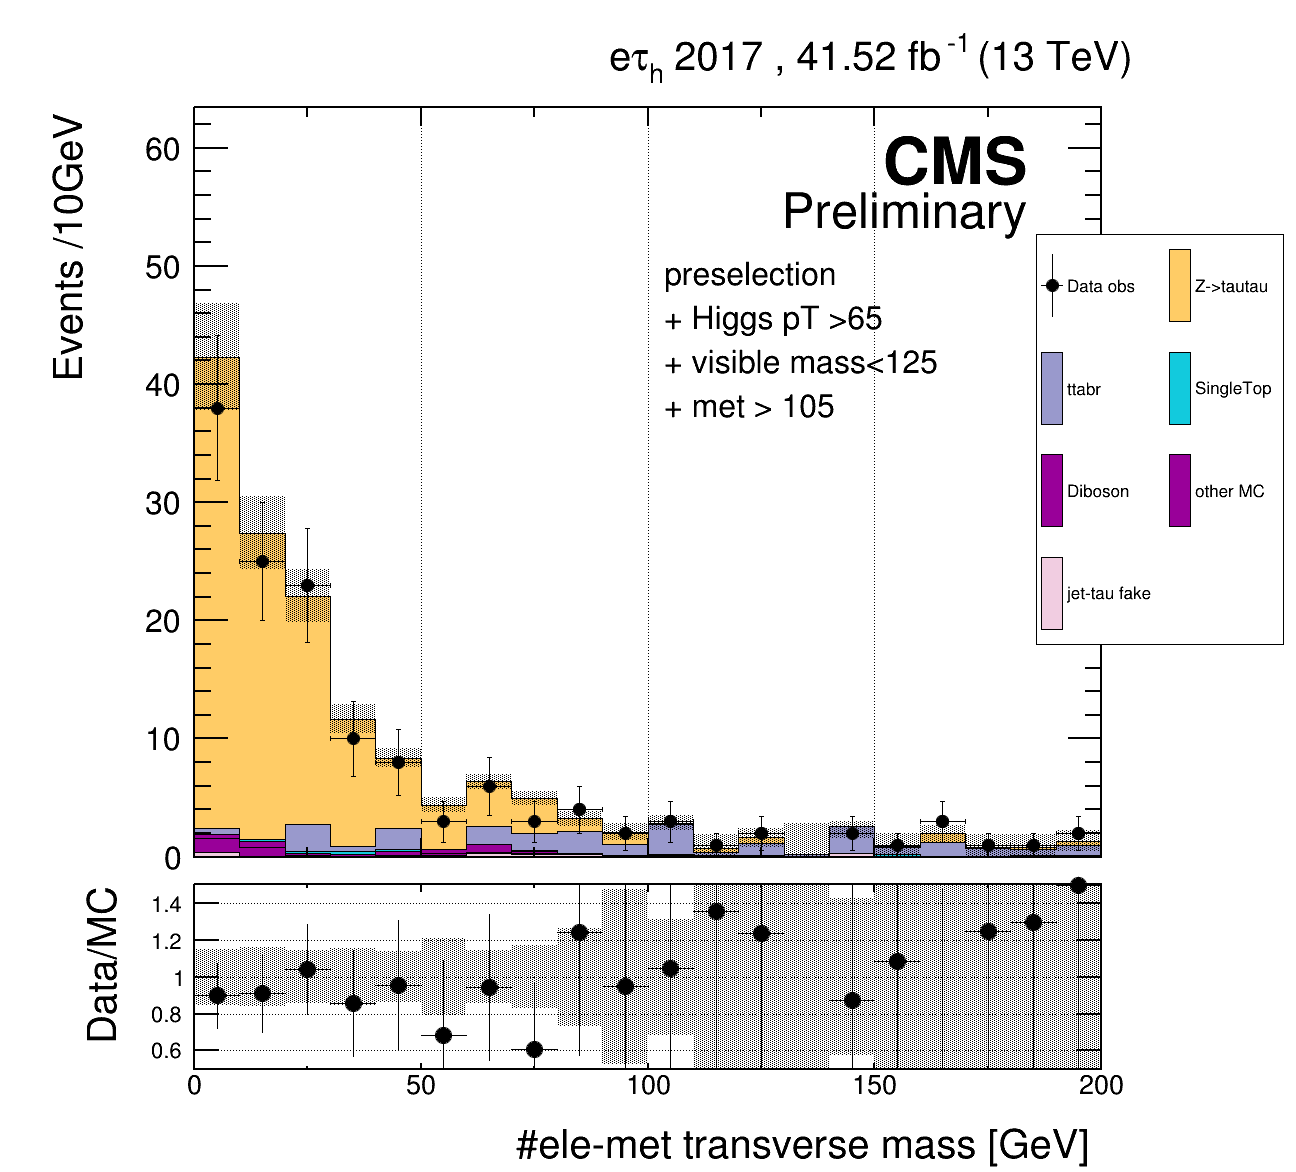 eτh 2017 , 41.52 fb-1 (13 TeV)
Events /10GeV
60
50
40
30
20
10
0
CMS
Preliminary
preselection
+ Higgs pT >65
+ visible mass<125
+ met > 105
Data obs
Z->tautau
ttabr
SingleTop
Diboson
other MC
jet-tau fake
Data/MC
1.4
1.2
1
0.8
0.6
0
50
100
150
200
#ele-met transverse mass [GeV]